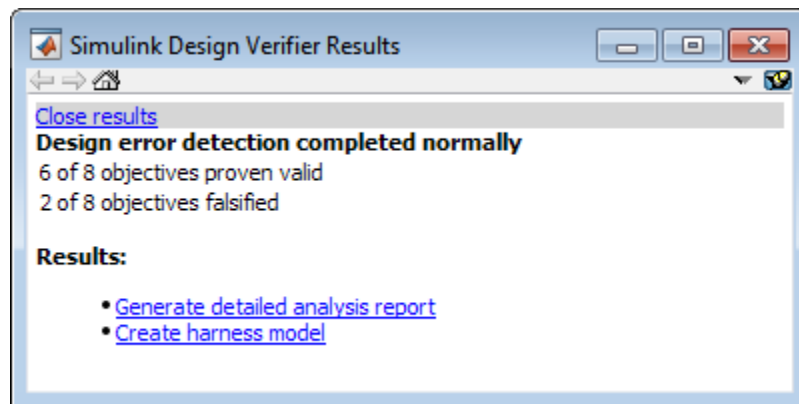 Simulink Design Verifier Results
Close results
Design error detection completed normally
6 of 8 objectives proven valid
2 of 8 objectives falsified
Results:
• Generate detailed analysis report
• Create harness model